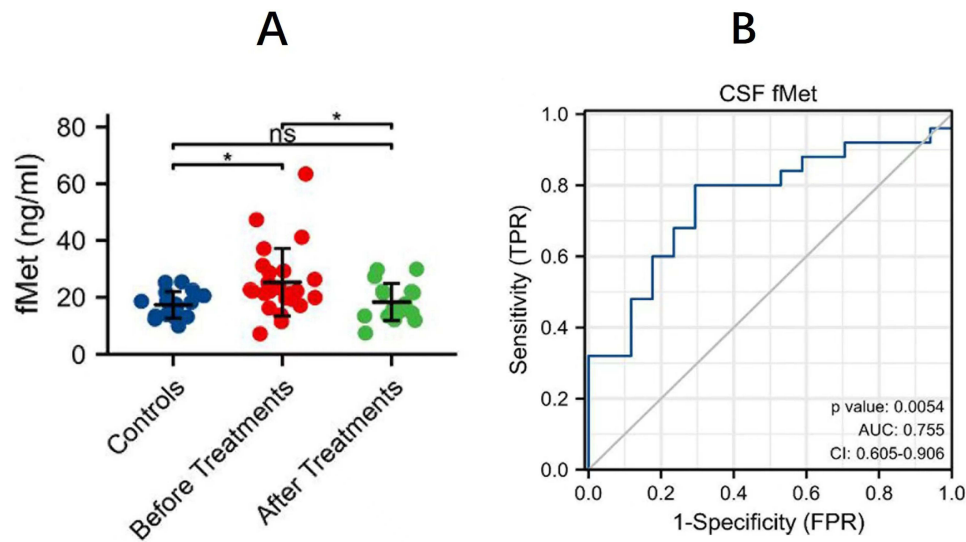 A
fMet (ng/ml)
80
60
40
20
0
*
ns
*
Controls
Before Treatments
After Treatments
B
CSF fMet
Sensitivity (TPR)
1.0
0.8
0.6
0.4
0.2
0.0
p value: 0.0054
AUC: 0.755
CI: 0.605-0.906
0.0 0.2 0.4 0.6 0.8 1.0
1-Specificity (FPR)